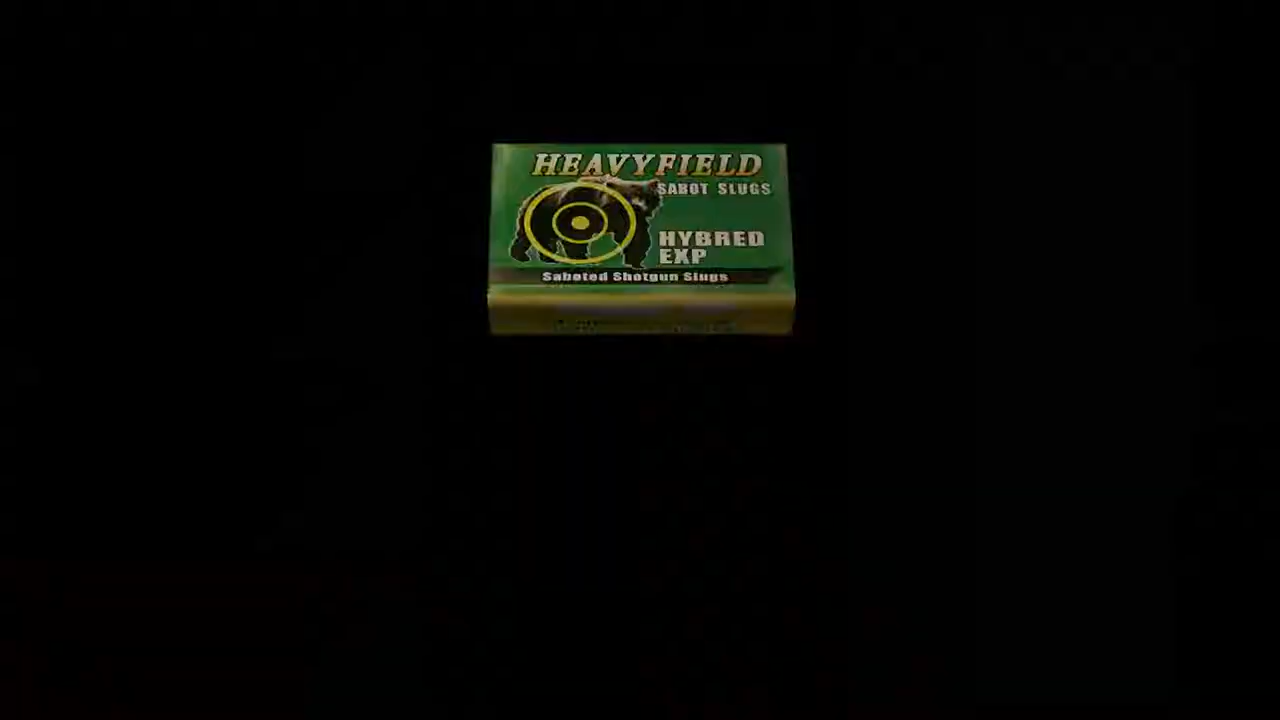 HEAVYFIELD
SABOT SLUGS
HYBRED
EXP
Saboted Shotgun Slugs